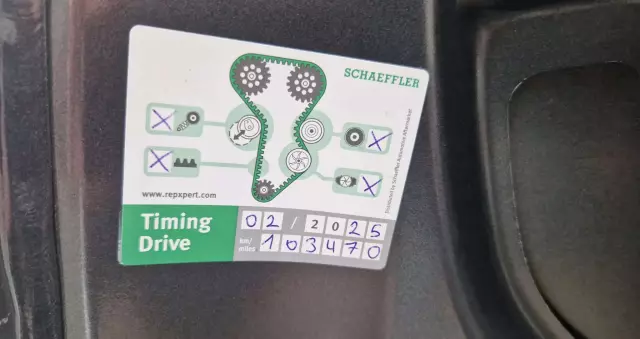 SCHAEFFLER
X
X
X
X
www.repxpert.com
Timing Drive
02 / 2025
km/miles 103470